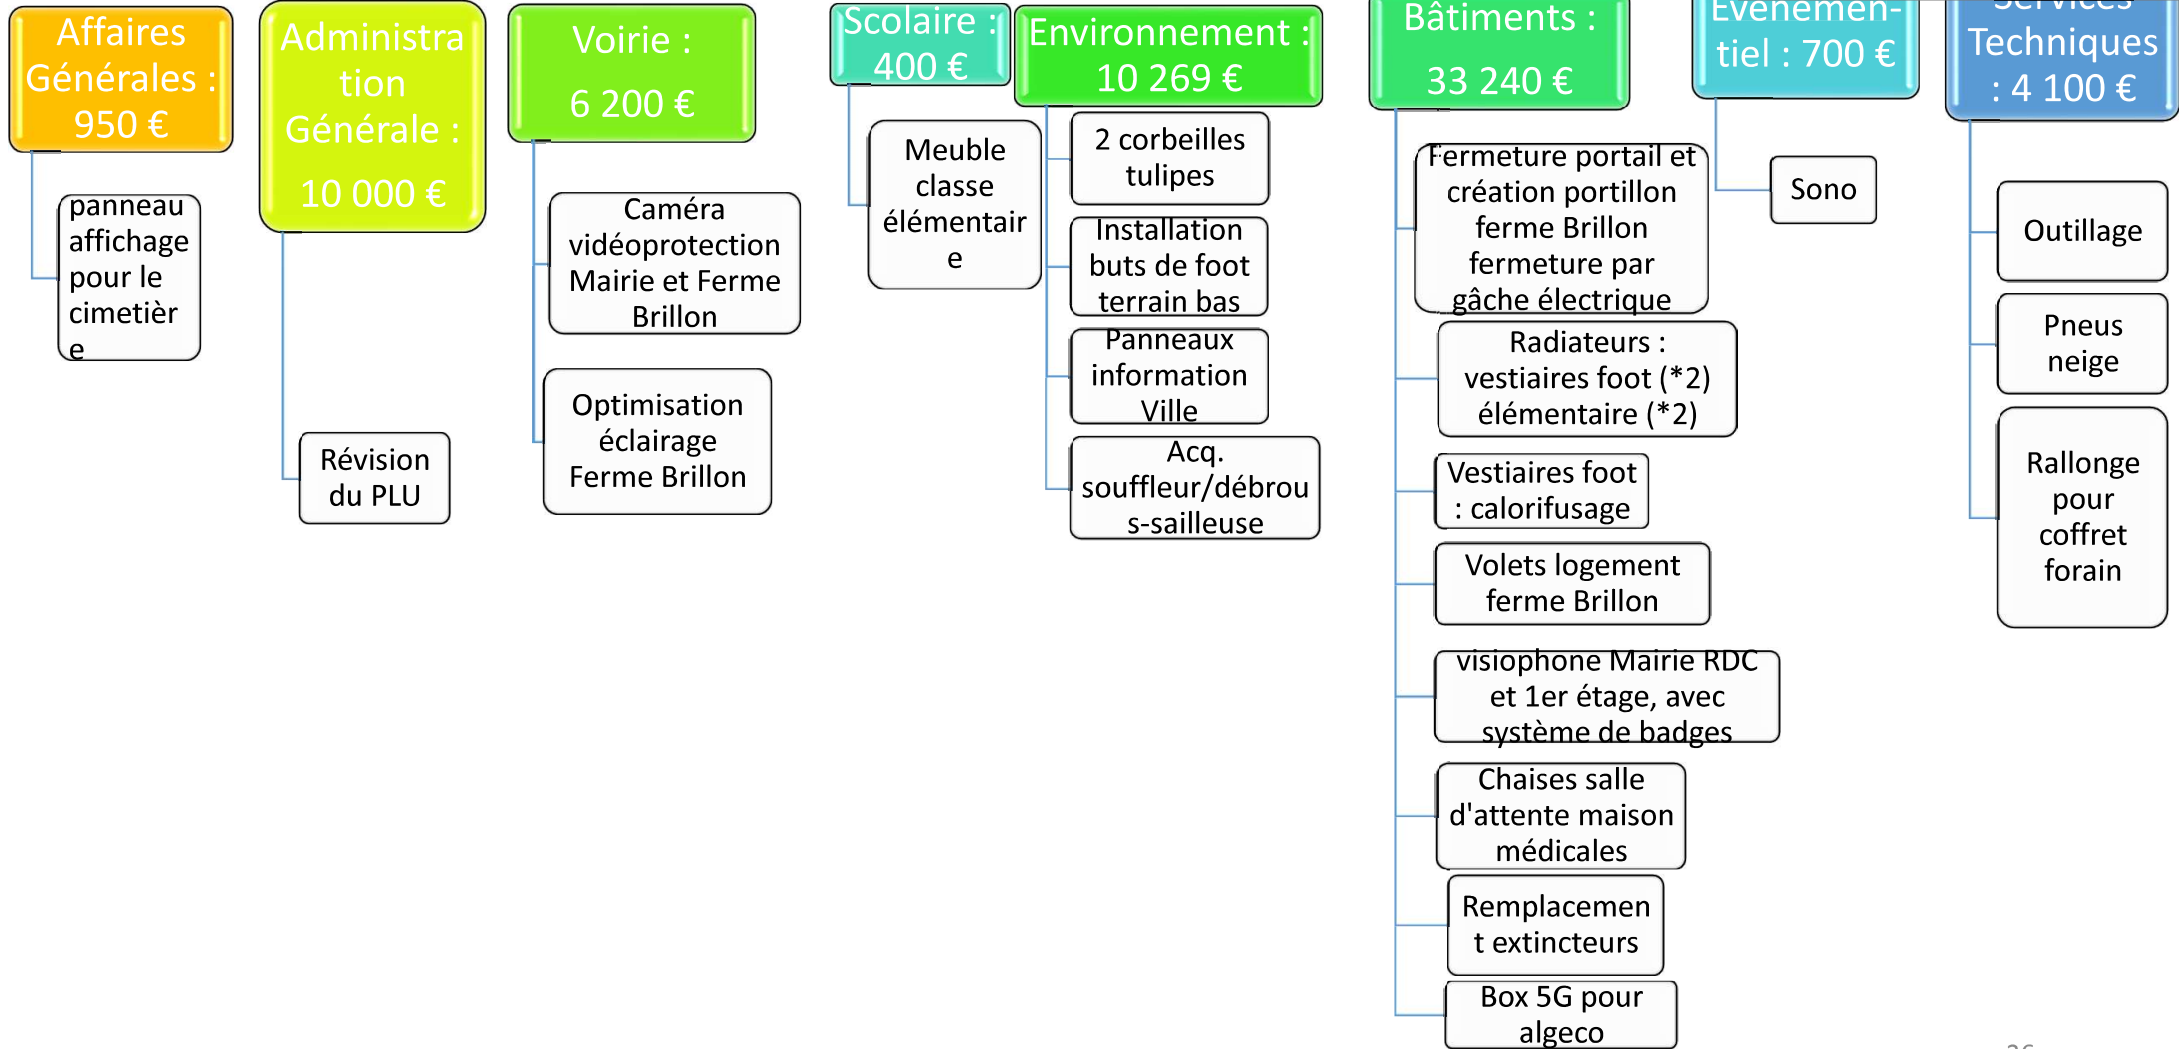 Affaires
Générales :
950 €
panneau
affichage
pour le
cimetièr
e
Administra
tion
Générale :
10 000 €
Révision
du PLU
Voirie :
6 200 €
Caméra
vidéoprotection
Mairie et Ferme
Brillon
Optimisation
éclairage
Ferme Brillon
Scolaire :
400 €
Meuble
classe
élémentair
e
Environnement :
10 269 €
2 corbeilles
tulipes
Installation
buts de foot
terrain bas
Panneaux
information
Ville
Acq.
souffleur/débrou
s-sailleuse
Bâtiments :
33 240 €
Fermeture portail et
création portillon
ferme Brillon
fermeture par
gâche électrique
Radiateurs :
vestiaires foot (*2)
élémentaire (*2)
Vestiaires foot
: calorifusage
Volets logement
ferme Brillon
visiophone Mairie RDC
et 1er étage, avec
système de badges
Chaises salle
d'attente maison
médicales
Remplacemen
t extincteurs
Box 5G pour
algeco
Evènemen-
tiel : 700 €
Sono
Services
Techniques
: 4 100 €
Outillage
Pneus
neige
Rallonge
pour
coffret
forain